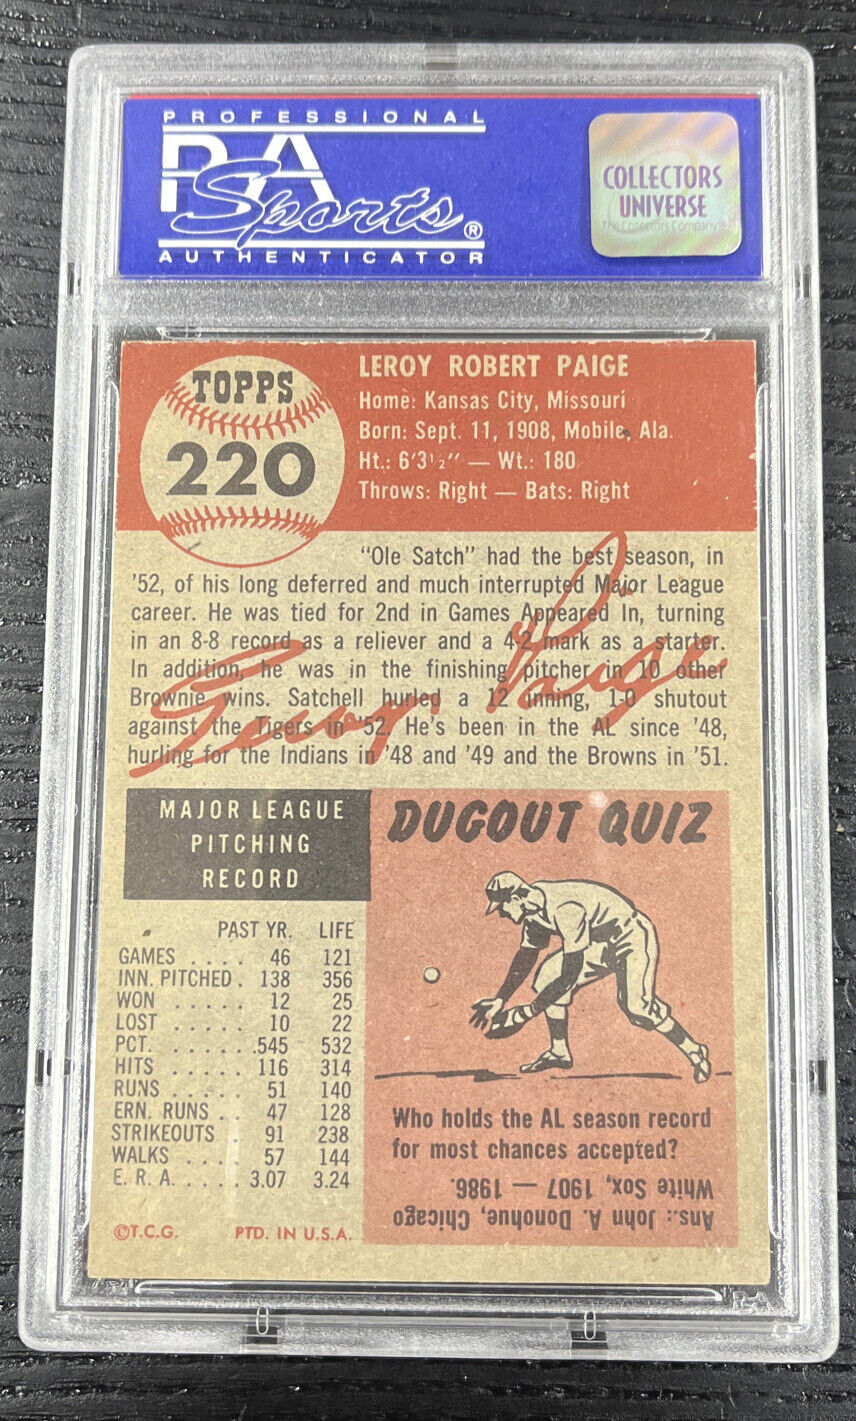 PROFESSIONAL
PSA
Sports®
AUTHENTICATOR
COLLECTORS
UNIVERSE
The Collectors Company
TOPPS
220
LEROY ROBERT PAIGE
Home: Kansas City, Missouri
Born: Sept. 11, 1908, Mobile, Ala.
Ht.: 6'3½" — Wt.: 180
Throws: Right — Bats: Right
"Ole Satch" had the best season, in
'52, of his long deferred and much interrupted Major League
career. He was tied for 2nd in Games Appeared In, turning
in an 8-8 record as a reliever and a 4-2 mark as a starter.
In addition, he was in the finishing pitcher in 10 other
Brownie wins. Satchell hurled a 12 inning, 1-0 shutout
against the Tigers in '52. He's been in the AL since '48,
hurling for the Indians in '48 and '49 and the Browns in '51.
MAJOR LEAGUE
PITCHING
RECORD
PAST YR. LIFE
GAMES .... 46 121
INN. PITCHED . 138 356
WON ..... 12 25
LOST ..... 10 22
PCT. ...... .545 532
HITS ..... 116 314
RUNS ..... 51 140
ERN. RUNS .. 47 128
STRIKEOUTS . 91 238
WALKS .... 57 144
E. R. A. ..... 3.07 3.24
©T.C.G. PTD. IN U.S.A.
DUGOUT QUIZ
Who holds the AL season record
for most chances accepted?
Ans.: John A. Donohue, Chicago
White Sox, 1907 — 1986.